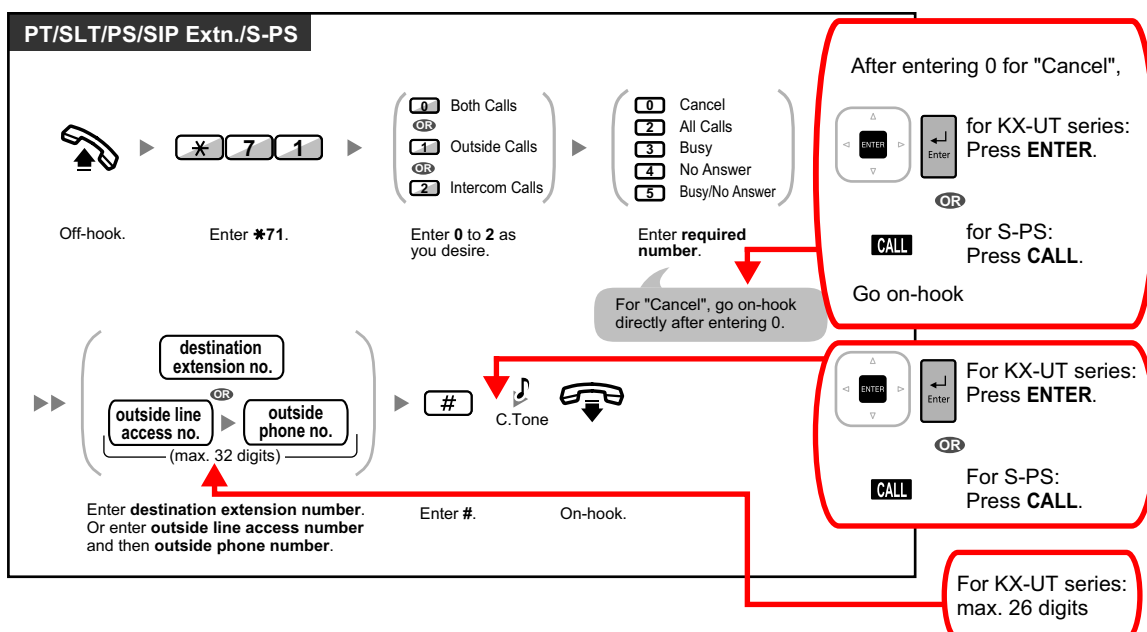 PT/SLT/PS/SIP Extn./S-PS
Off-hook.
✳ 7 1
Enter ✳71.
0 Both Calls
OR
1 Outside Calls
OR
2 Intercom Calls
Enter 0 to 2 as
you desire.
0 Cancel
2 All Calls
3 Busy
4 No Answer
5 Busy/No Answer
Enter required
number.
For "Cancel", go on-hook
directly after entering 0.
After entering 0 for "Cancel",
ENTER
Enter
for KX-UT series:
Press ENTER.
OR
CALL
for S-PS:
Press CALL.
Go on-hook
destination
extension no.
OR
outside line
access no.
outside
phone no.
(max. 32 digits)
Enter destination extension number.
Or enter outside line access number
and then outside phone number.
#
Enter #.
C.Tone
On-hook.
ENTER
Enter
For KX-UT series:
Press ENTER.
OR
CALL
For S-PS:
Press CALL.
For KX-UT series:
max. 26 digits